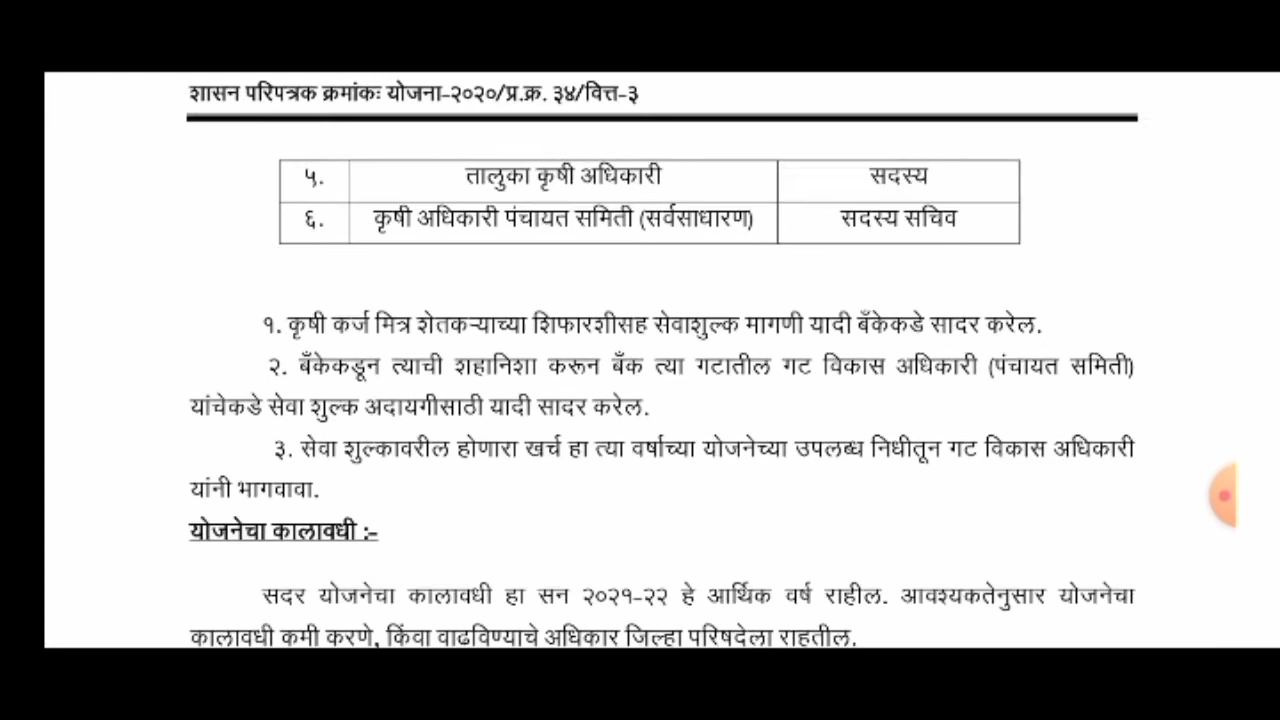 शासन परिपत्रक क्रमांकः योजना-२०२०/प्र.क्र. ३४/वित्त-३
५. तालुका कृषी अधिकारी सदस्य
६. कृषी अधिकारी पंचायत समिती (सर्वसाधारण) सदस्य सचिव
१. कृषी कर्ज मित्र शेतकऱ्याच्या शिफारशीसह सेवाशुल्क मागणी यादी बँकेकडे सादर करेल.
२. बँकेकडून त्याची शहानिशा करून बँक त्या गटातील गट विकास अधिकारी (पंचायत समिती)
यांचेकडे सेवा शुल्क अदायगीसाठी यादी सादर करेल.
३. सेवा शुल्कावरील होणारा खर्च हा त्या वर्षाच्या योजनेच्या उपलब्ध निधीतून गट विकास अधिकारी
यांनी भागवावा.
योजनेचा कालावधी :-
सदर योजनेचा कालावधी हा सन २०२१-२२ हे आर्थिक वर्ष राहील. आवश्यकतेनुसार योजनेचा
कालावधी कमी करणे, किंवा वाढविण्याचे अधिकार जिल्हा परिषदेला राहतील.